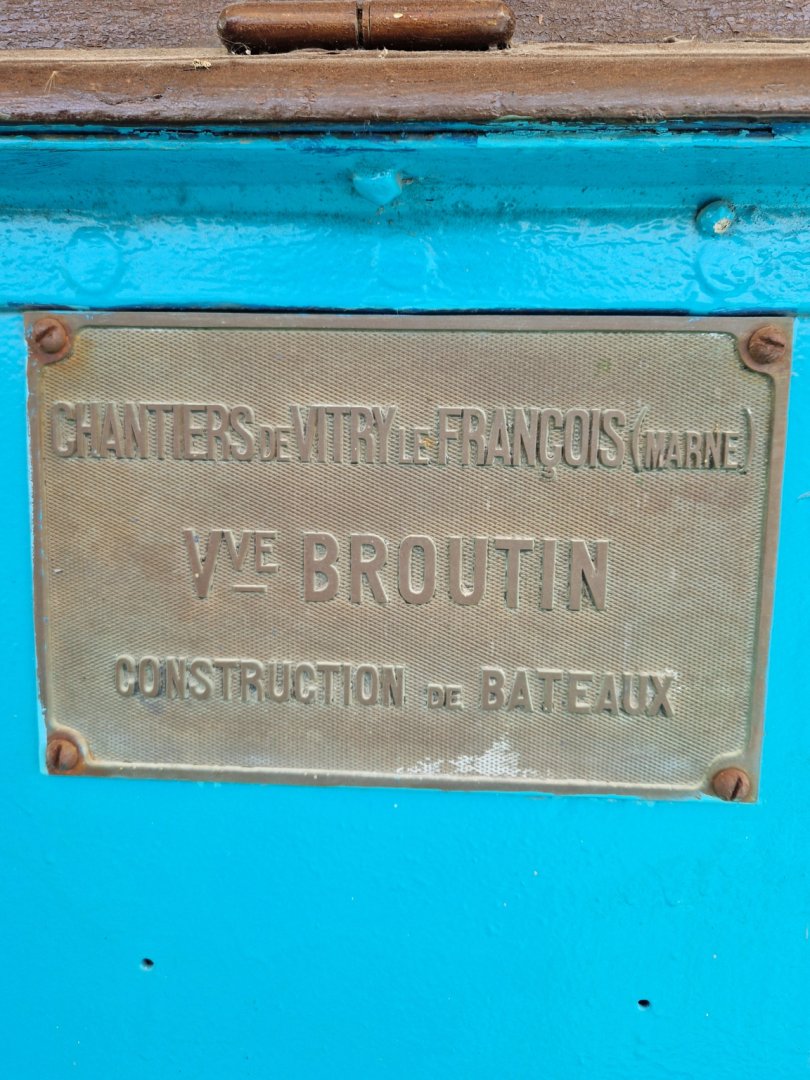 CHANTIERS DE VITRY LE FRANÇOIS (MARNE)
VVE BROUTIN
CONSTRUCTION DE BATEAUX